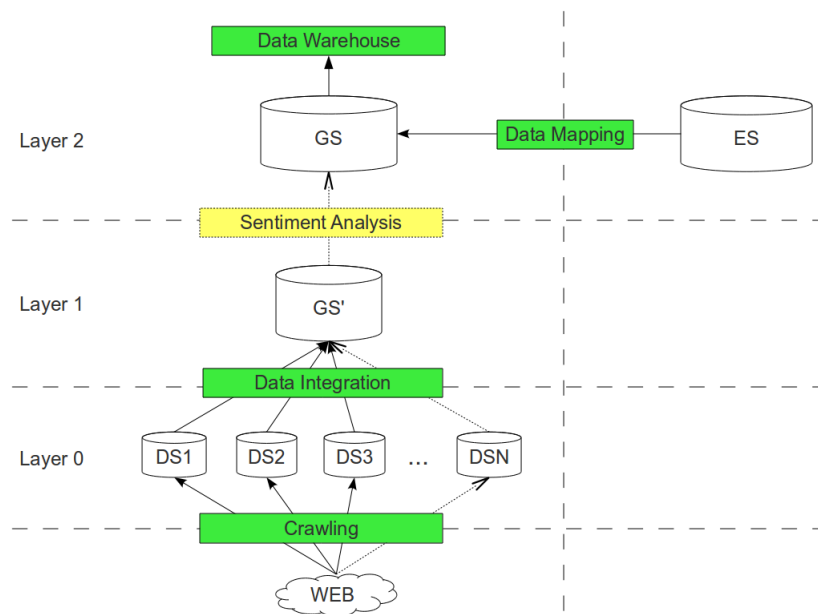 Data Warehouse
Layer 2
GS
Data Mapping
ES
Sentiment Analysis
Layer 1
GS'
Data Integration
Layer 0
DS1
DS2
DS3
...
DSN
Crawling
WEB